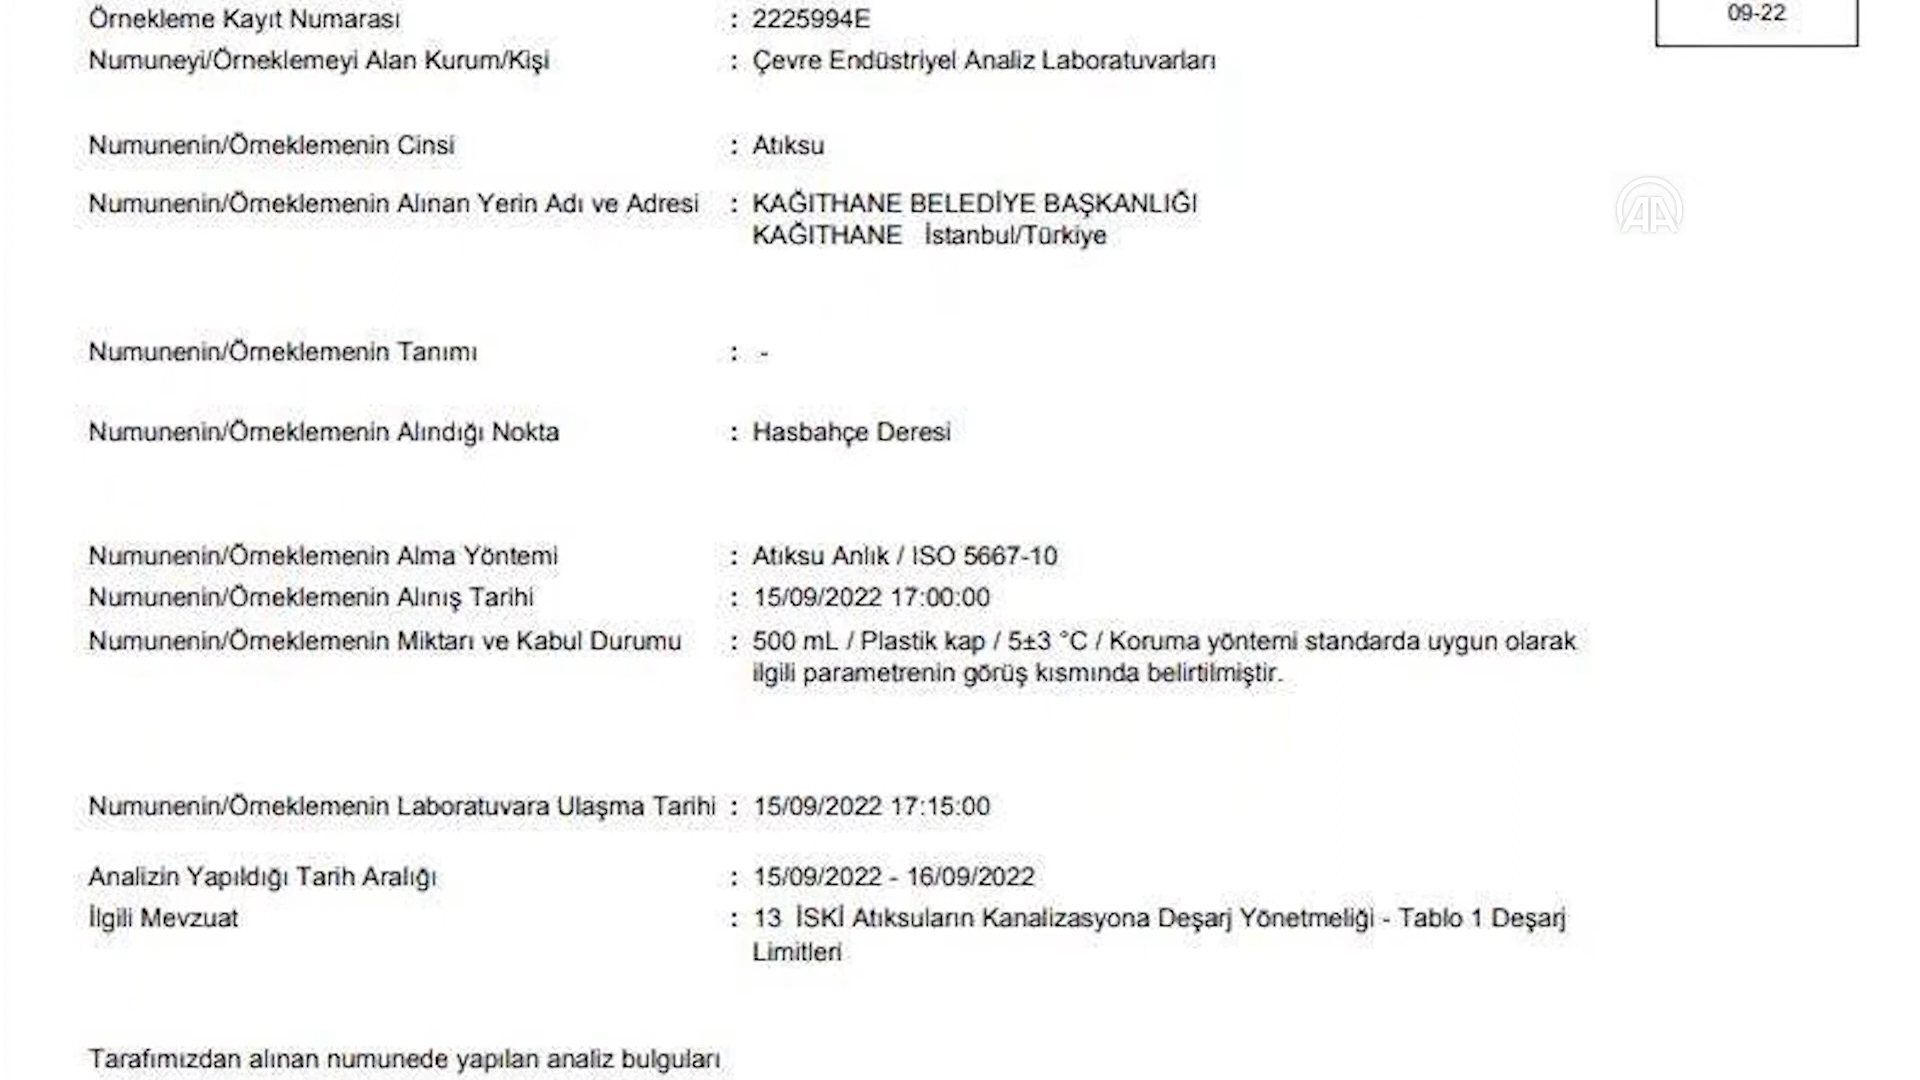 09-22
Örnekleme Kayıt Numarası : 2225994E
Numuneyi/Örneklemeyi Alan Kurum/Kişi : Çevre Endüstriyel Analiz Laboratuvarları
Numunenin/Örneklemenin Cinsi : Atıksu
Numunenin/Örneklemenin Alınan Yerin Adı ve Adresi : KAĞITHANE BELEDİYE BAŞKANLIĞI
KAĞITHANE İstanbul/Türkiye
AA
Numunenin/Örneklemenin Tanımı : -
Numunenin/Örneklemenin Alındığı Nokta : Hasbahçe Deresi
Numunenin/Örneklemenin Alma Yöntemi : Atıksu Anlık / ISO 5667-10
Numunenin/Örneklemenin Alınış Tarihi : 15/09/2022 17:00:00
Numunenin/Örneklemenin Miktarı ve Kabul Durumu : 500 mL / Plastik kap / 5±3 °C / Koruma yöntemi standarda uygun olarak
ilgili parametrenin görüş kısmında belirtilmiştir.
Numunenin/Örneklemenin Laboratuvara Ulaşma Tarihi : 15/09/2022 17:15:00
Analizin Yapıldığı Tarih Aralığı : 15/09/2022 - 16/09/2022
İlgili Mevzuat : 13 İSKİ Atıksuların Kanalizasyona Deşarj Yönetmeliği - Tablo 1 Deşarj
Limitleri
Tarafımızdan alınan numunede yapılan analiz bulguları